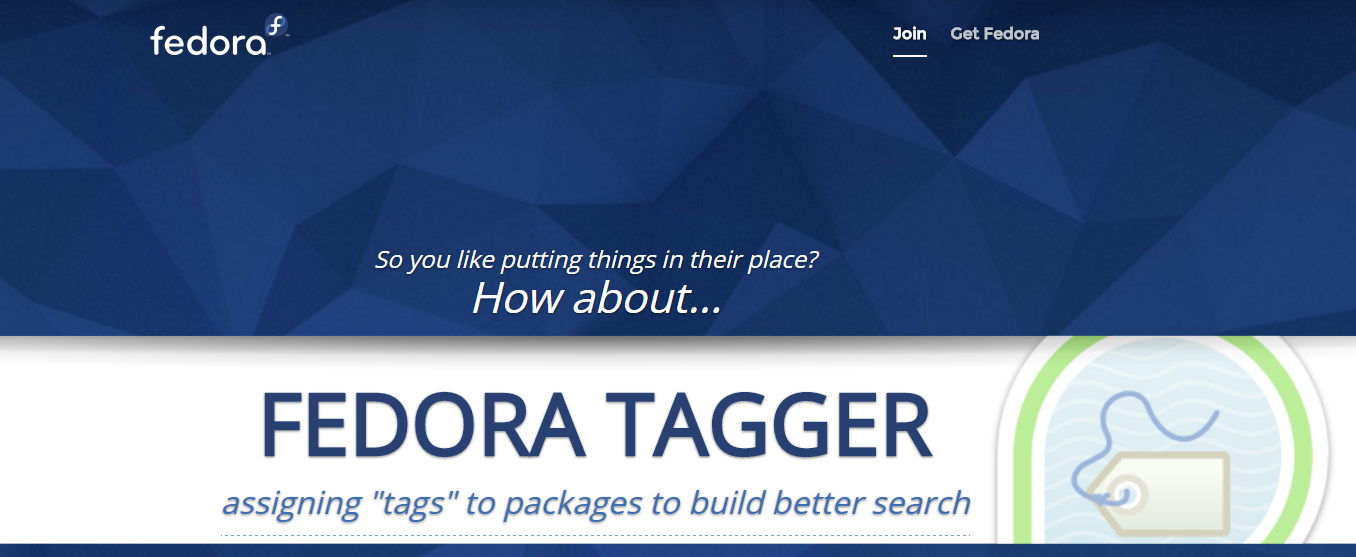 fedora
Join
Get Fedora
So you like putting things in their place?
How about...
FEDORA TAGGER
assigning "tags" to packages to build better search